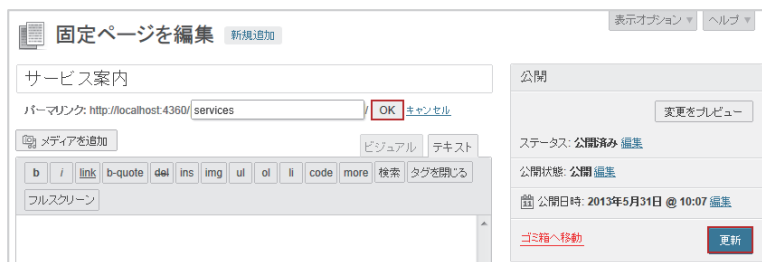 表示オプション ヘルプ
固定ページを編集 新規追加
サービス案内
パーマリンク: http://localhost:4360/ services / OK キャンセル
メディアを追加
ビジュアル テキスト
b i link b-quote del ins img ul ol li code more 検索 タグを閉じる
フルスクリーン
公開
変更をプレビュー
ステータス: 公開済み 編集
公開状態: 公開 編集
公開日時: 2013年5月31日 @ 10:07 編集
ゴミ箱へ移動 更新